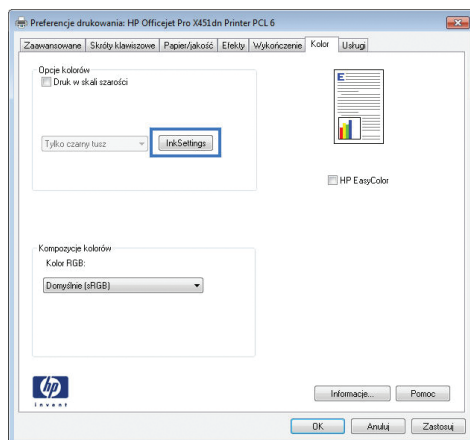 Preferencje drukowania: HP Officejet Pro X451dn Printer PCL 6
Zaawansowane Skróty klawiszowe Papier/jakość Efekty Wykończenie Kolor Usługi
Opcje kolorów
Druk w skali szarości
Tylko czarny tusz InkSettings
E
HP EasyColor
Kompozycje kolorów
Kolor RGB:
Domyślnie (sRGB)
hp
invent
Informacje... Pomoc
OK Anuluj Zastosuj